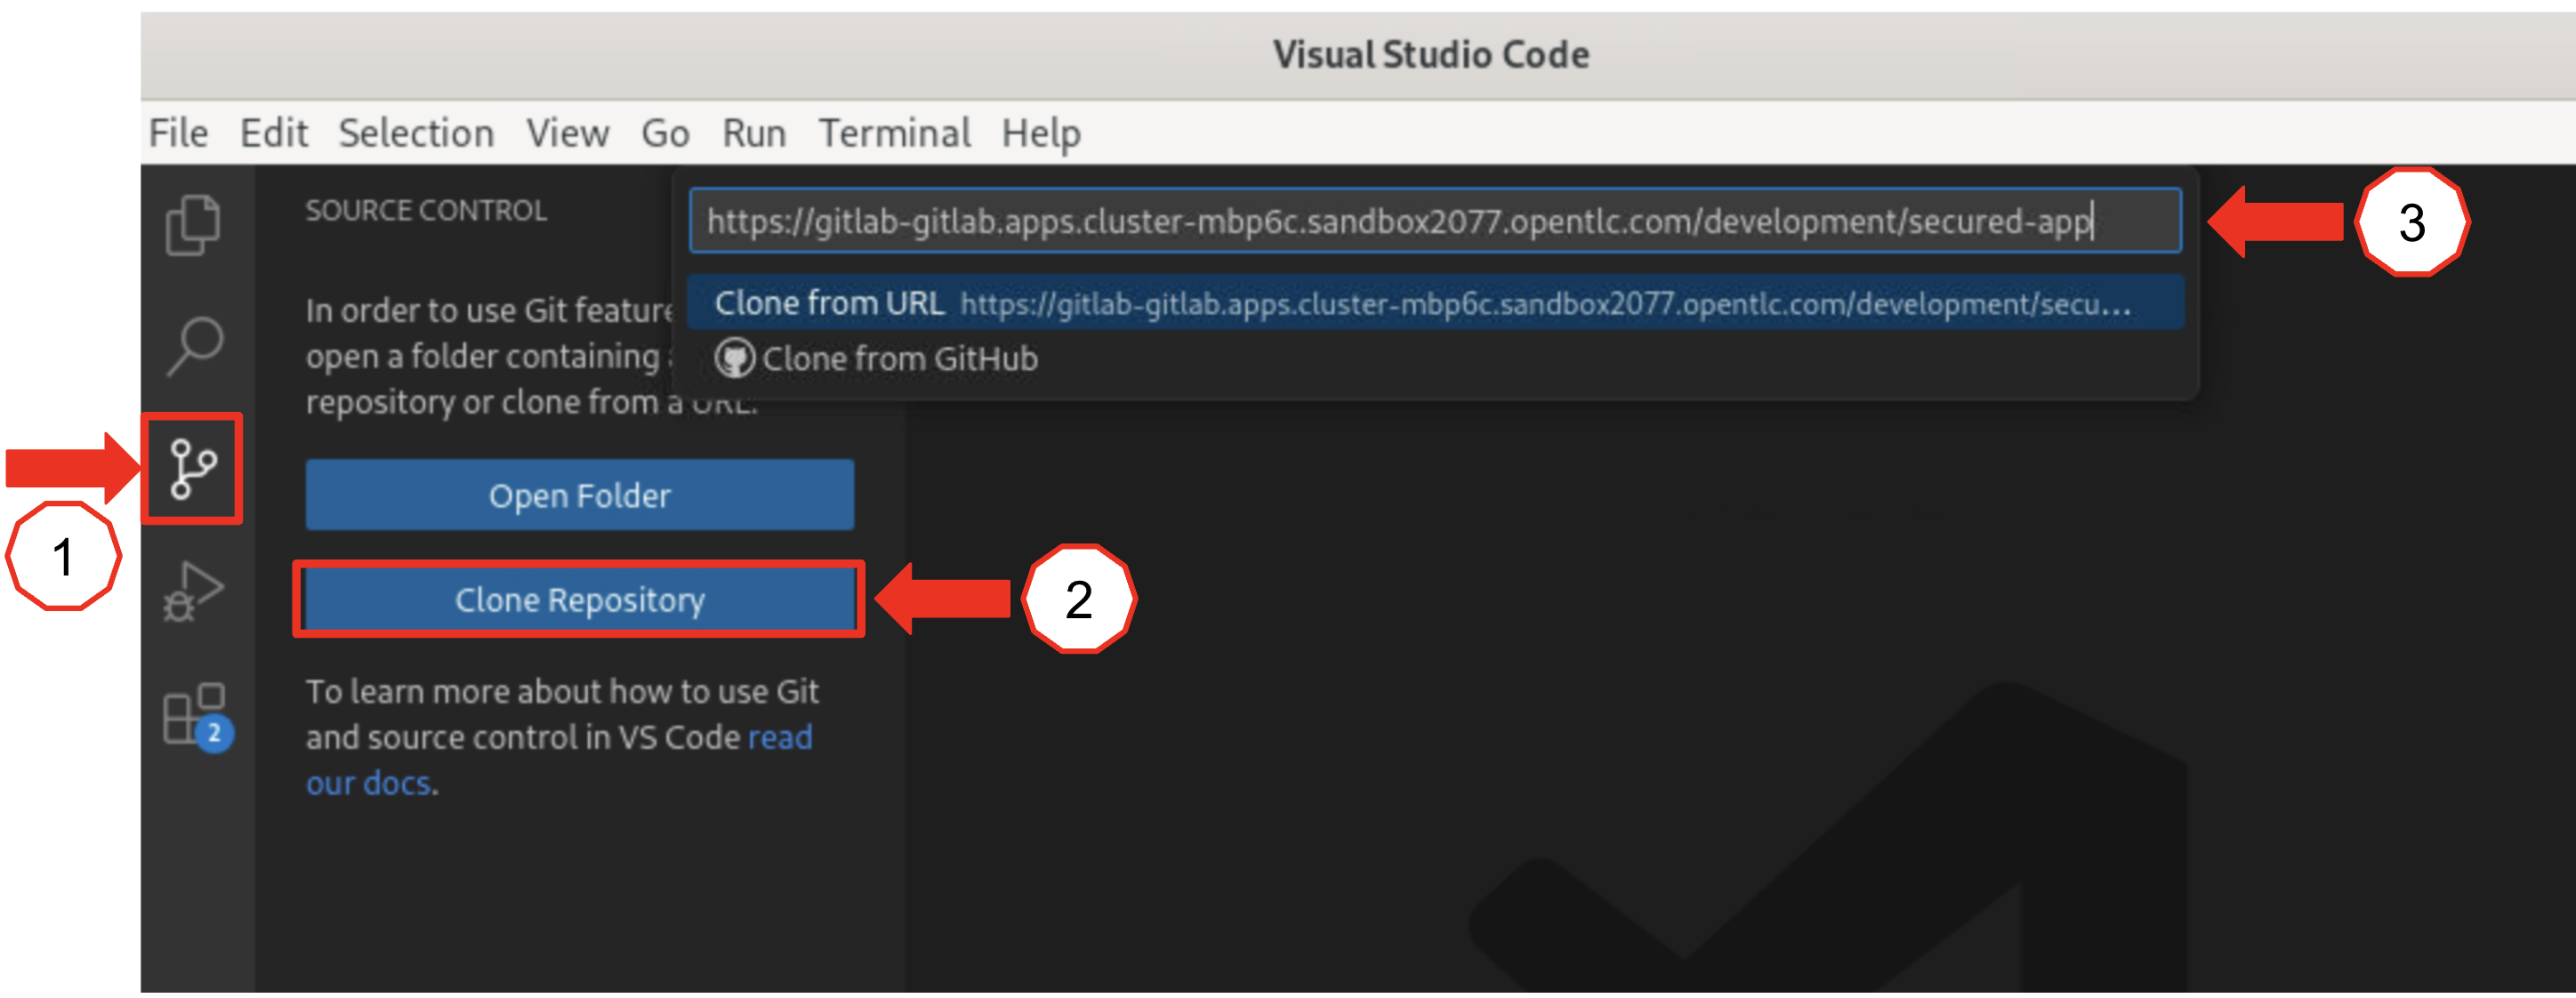 Visual Studio Code
File Edit Selection View Go Run Terminal Help
SOURCE CONTROL
https://gitlab-gitlab.apps.cluster-mbp6c.sandbox2077.opentlc.com/development/secured-app
3
Clone from URL https://gitlab-gitlab.apps.cluster-mbp6c.sandbox2077.opentlc.com/development/secu...
Clone from GitHub
In order to use Git feature
open a folder containing
repository or clone from a URL.
1
Open Folder
Clone Repository
2
To learn more about how to use Git
and source control in VS Code read
our docs.
2